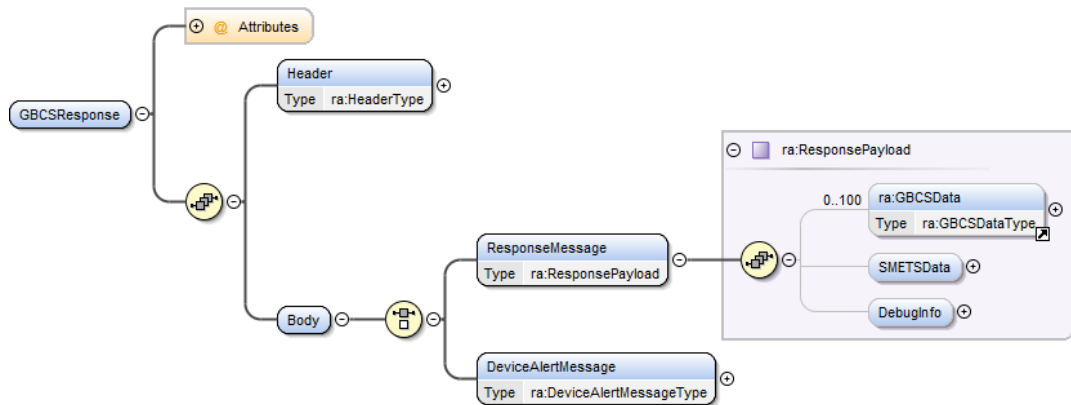 @ Attributes
GBCSResponse
Header
Type ra:HeaderType
Body
ResponseMessage
Type ra:ResponsePayload
DeviceAlertMessage
Type ra:DeviceAlertMessageType
ra:ResponsePayload
0..100
ra:GBCSData
Type ra:GBCSDataType
SMETSData
DebugInfo